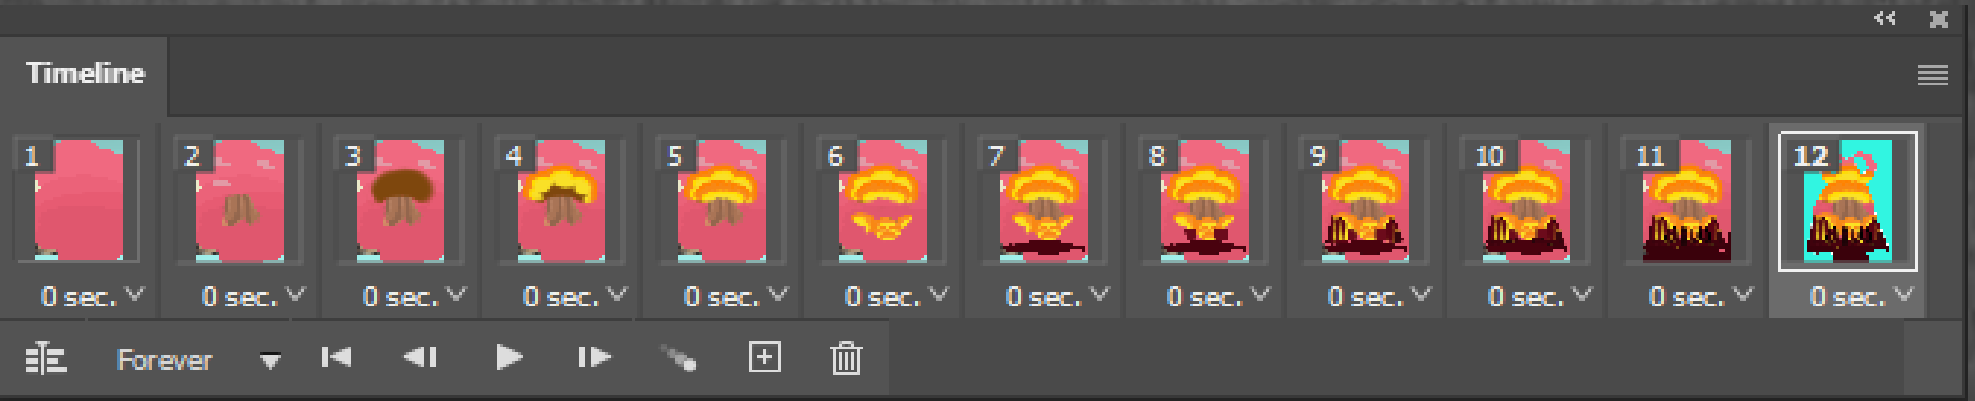 Timeline
1 2 3 4 5 6 7 8 9 10 11 12
0 sec. 0 sec. 0 sec. 0 sec. 0 sec. 0 sec. 0 sec. 0 sec. 0 sec. 0 sec. 0 sec. 0 sec.
Forever